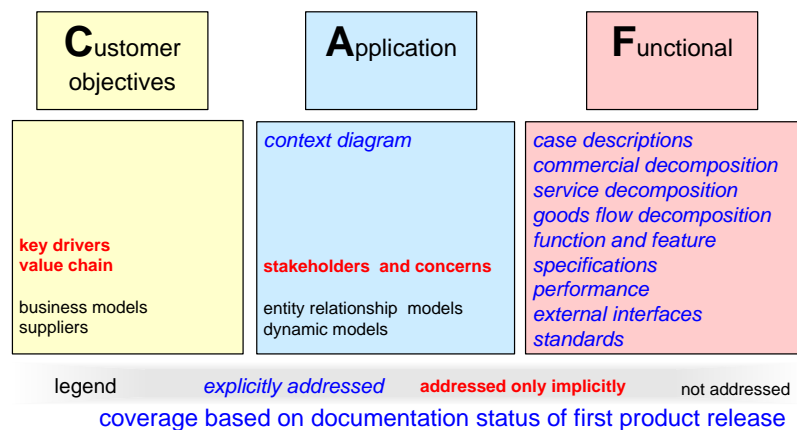 Customer
objectives
Application
Functional
key drivers
value chain
business models
suppliers
context diagram
stakeholders and concerns
entity relationship models
dynamic models
case descriptions
commercial decomposition
service decomposition
goods flow decomposition
function and feature
specifications
performance
external interfaces
standards
legend explicitly addressed addressed only implicitly not addressed
coverage based on documentation status of first product release